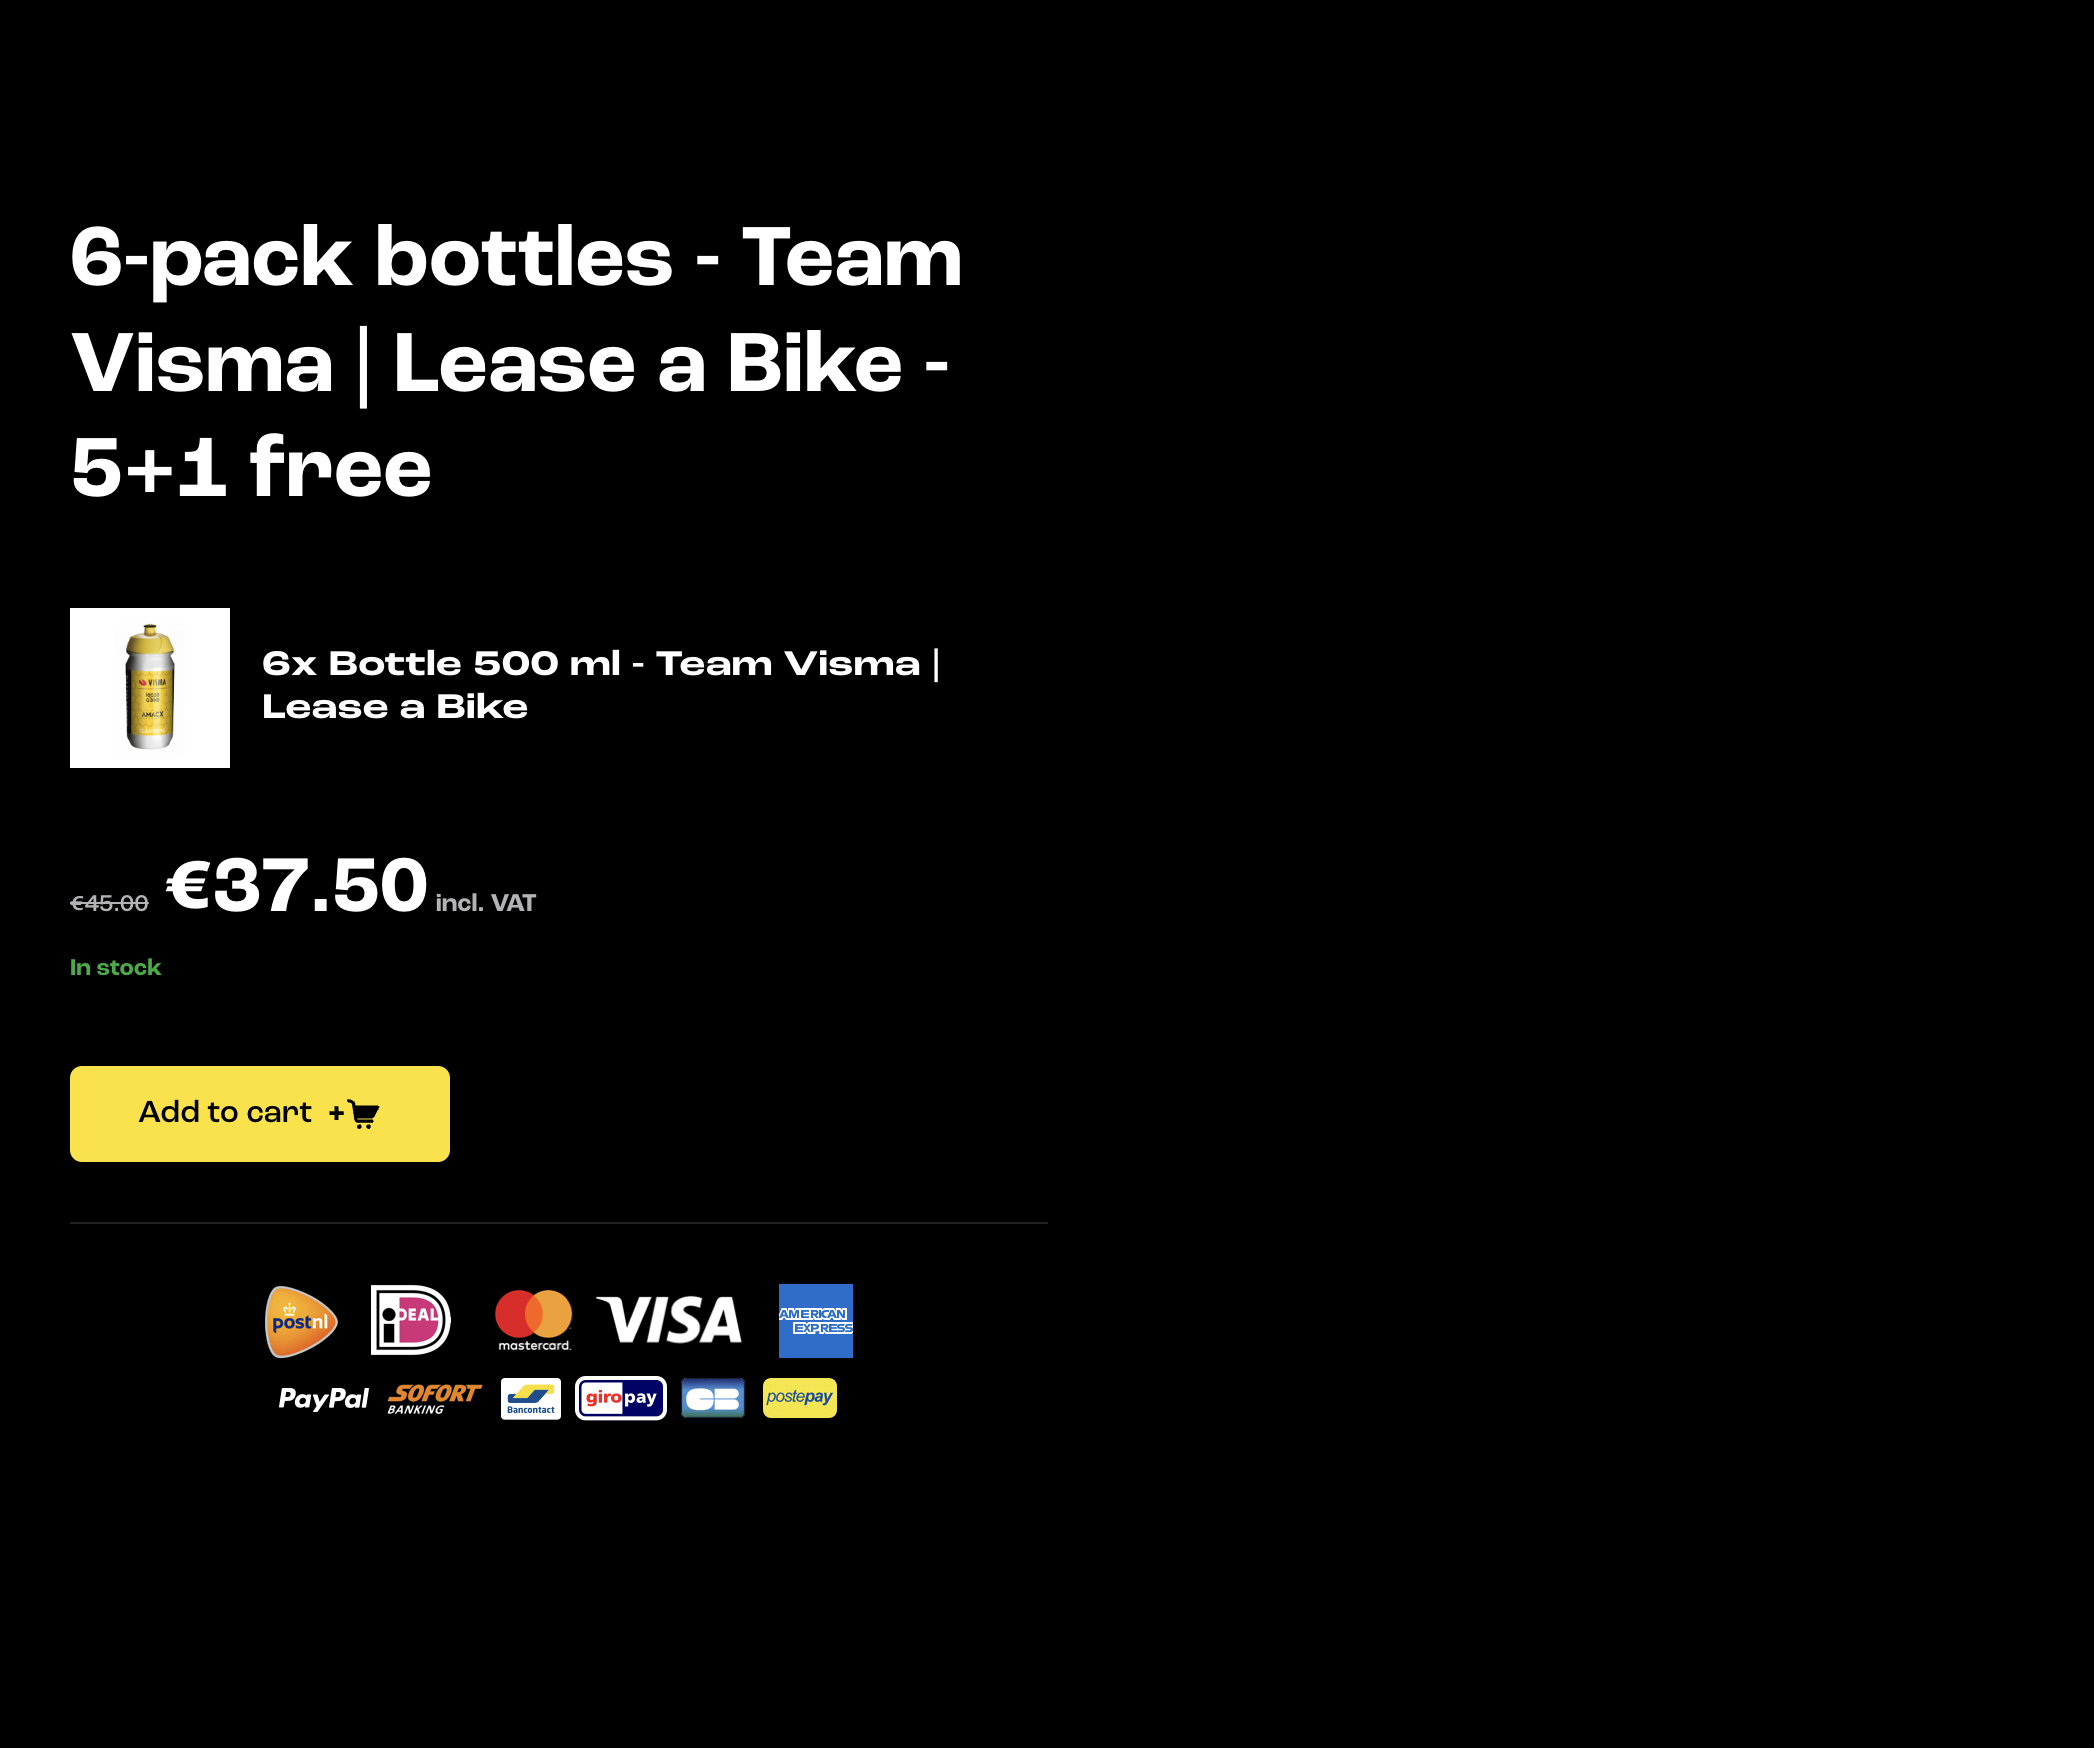 6-pack bottles - Team
Visma | Lease a Bike -
5+1 free
VISMA
6x Bottle 500 ml - Team Visma |
Lease a Bike
€45.00 €37.50 incl. VAT
In stock
Add to cart +
postnl iDEAL mastercard. VISA AMERICAN EXPRESS
PayPal SOFORT BANKING Bancontact giropay CB postepay